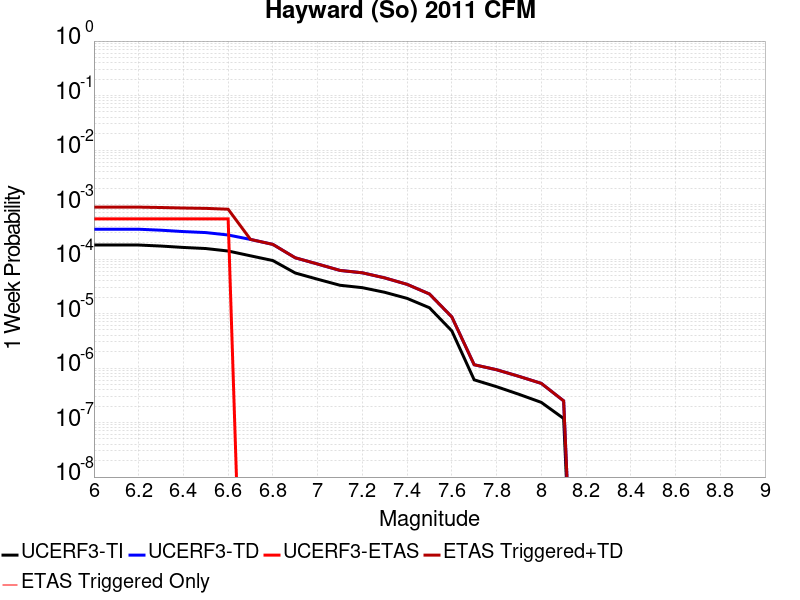 Hayward (So) 2011 CFM
10^0
10^-1
10^-2
10^-3
10^-4
10^-5
10^-6
10^-7
10^-8
1 Week Probability
6 6.2 6.4 6.6 6.8 7 7.2 7.4 7.6 7.8 8 8.2 8.4 8.6 8.8 9
Magnitude
UCERF3-TI UCERF3-TD UCERF3-ETAS ETAS Triggered+TD
ETAS Triggered Only